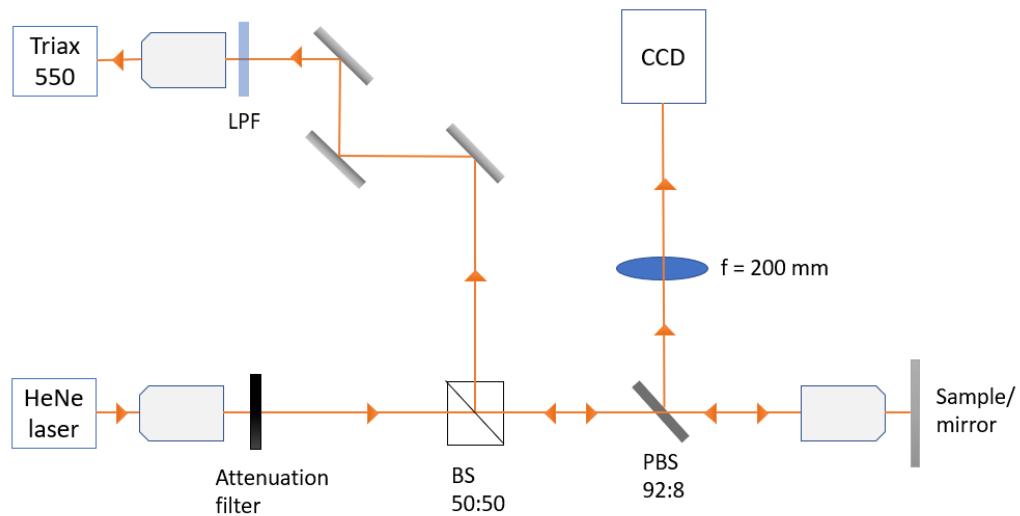 Triax
550
LPF
CCD
f = 200 mm
HeNe
laser
Attenuation
filter
BS
50:50
PBS
92:8
Sample/
mirror